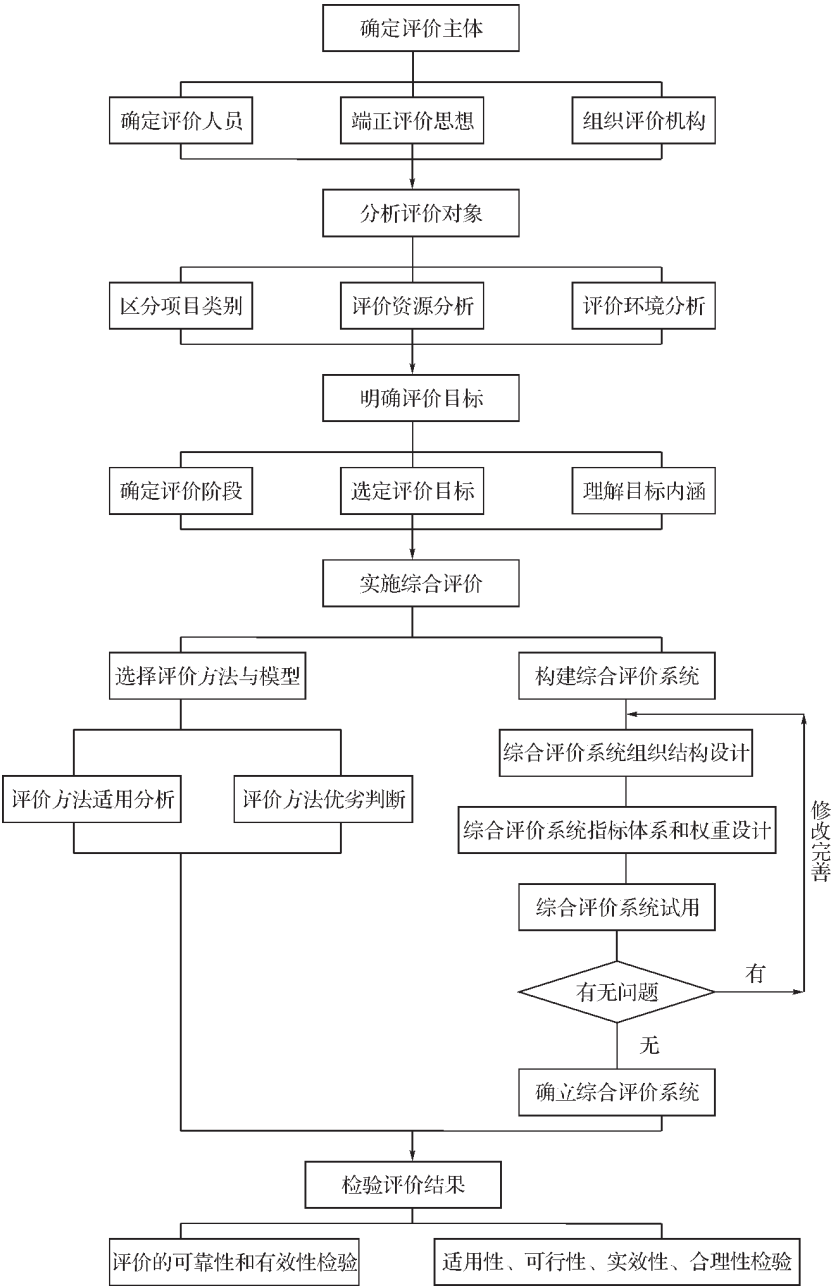 确定评价主体
确定评价人员
端正评价思想
组织评价机构
分析评价对象
区分项目类别
评价资源分析
评价环境分析
明确评价目标
确定评价阶段
选定评价目标
理解目标内涵
实施综合评价
选择评价方法与模型
构建综合评价系统
综合评价系统组织结构设计
评价方法适用分析
评价方法优劣判断
综合评价系统指标体系和权重设计
修改完善
综合评价系统试用
有无问题
有
无
确立综合评价系统
检验评价结果
评价的可靠性和有效性检验
适用性、可行性、实效性、合理性检验